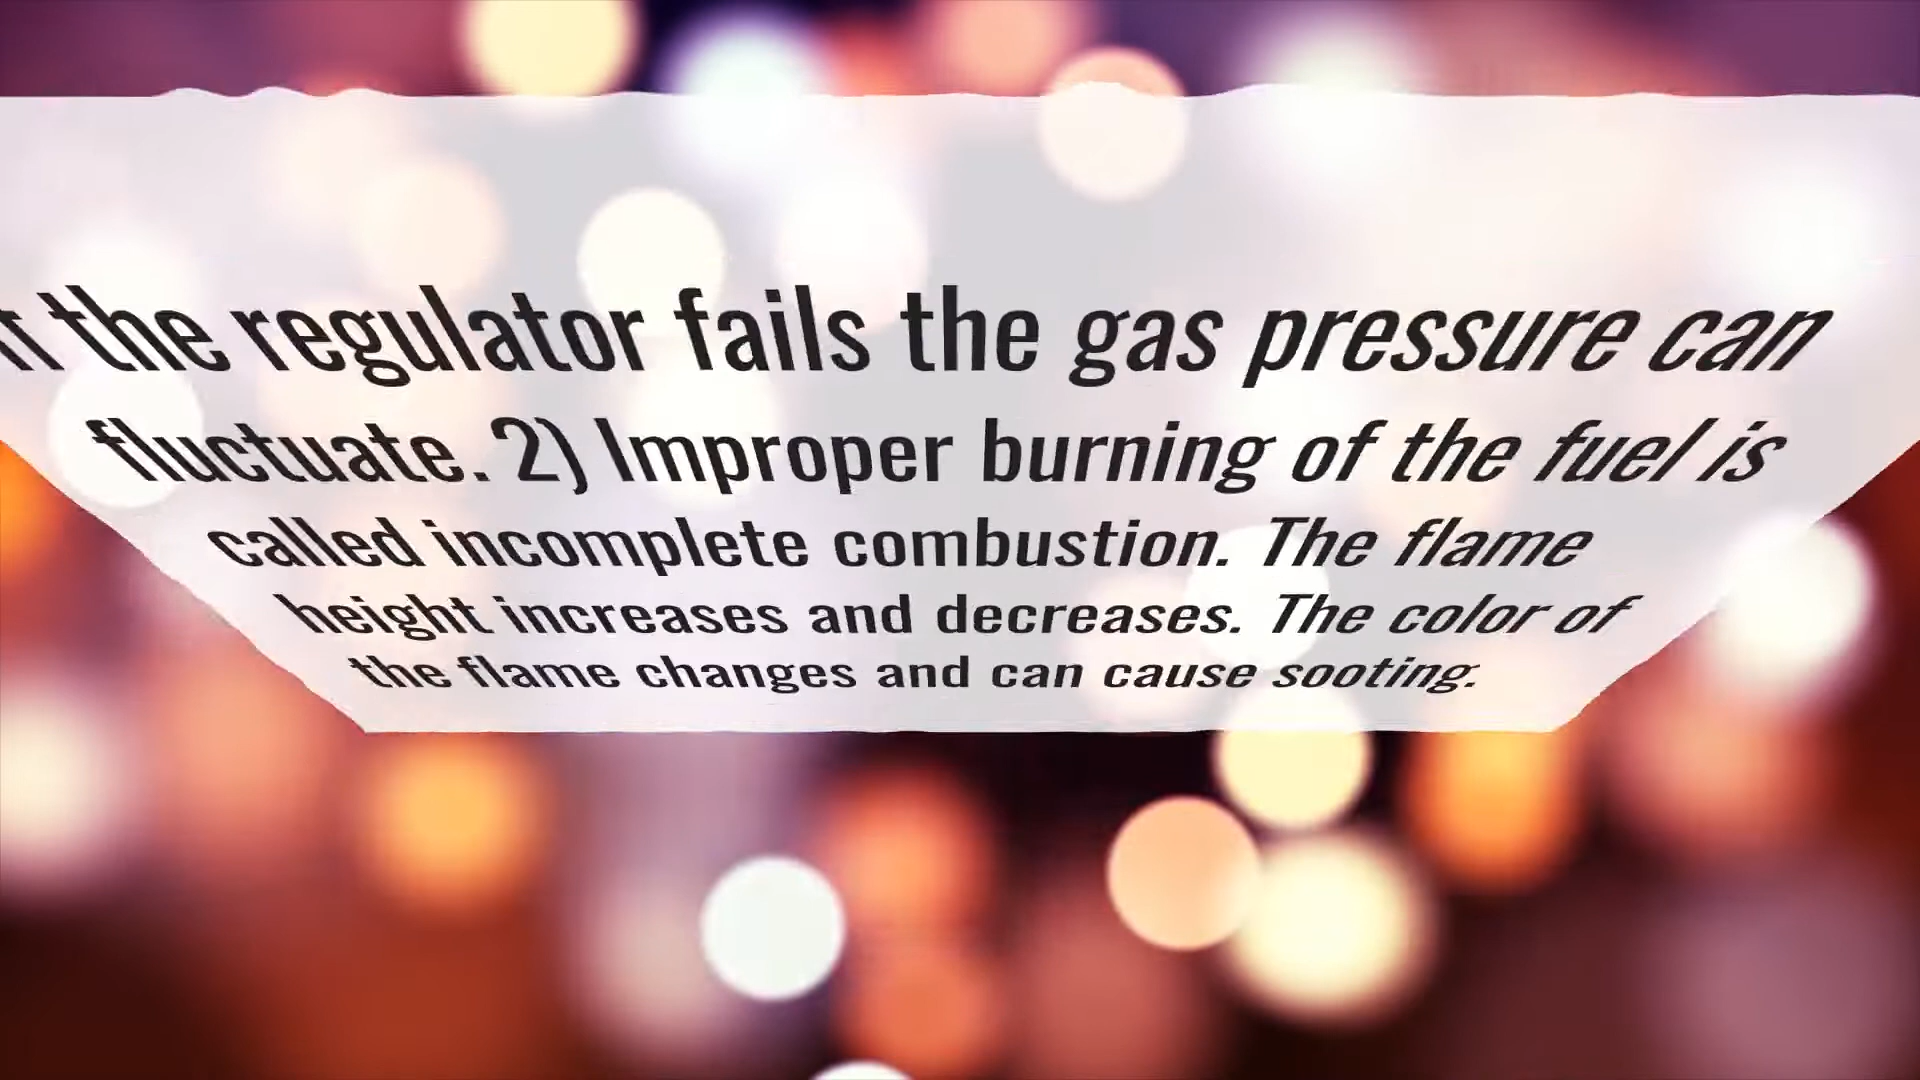 the regulator fails the gas pressure can
fluctuate. 2) Improper burning of the fuel is
called incomplete combustion. The flame
height increases and decreases. The color of
the flame changes and can cause sooting.